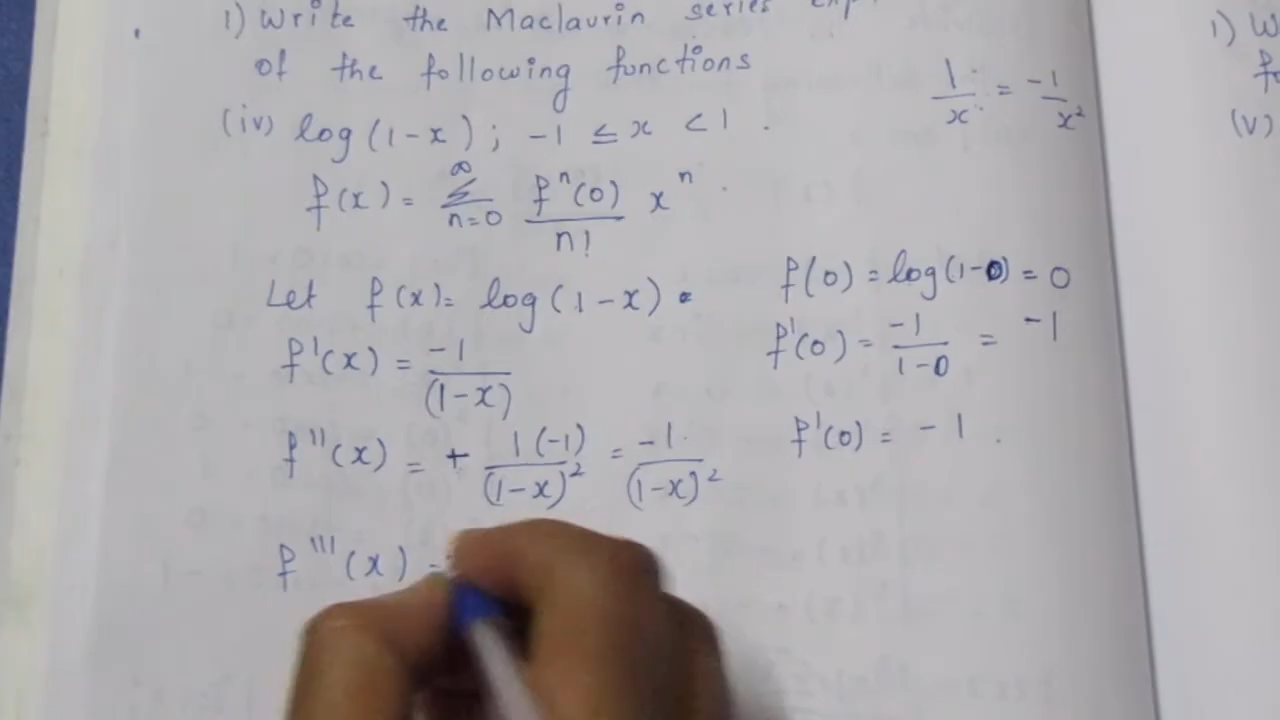 1) Write the Maclaurin series
of the following functions
1/x = -1/x²
(iv) log(1-x); -1 ≤ x < 1.
f(x) = ∑_{n=0}^{∞} fⁿ(0)/n! xⁿ.
Let f(x) = log(1-x).
f(0) = log(1-0) = 0
f'(x) = -1/(1-x)
f'(0) = -1/1-0 = -1
f''(x) = + 1(-1)/(1-x)² = -1/(1-x)²
f'(0) = -1.
f'''(x)
1) W
(v)